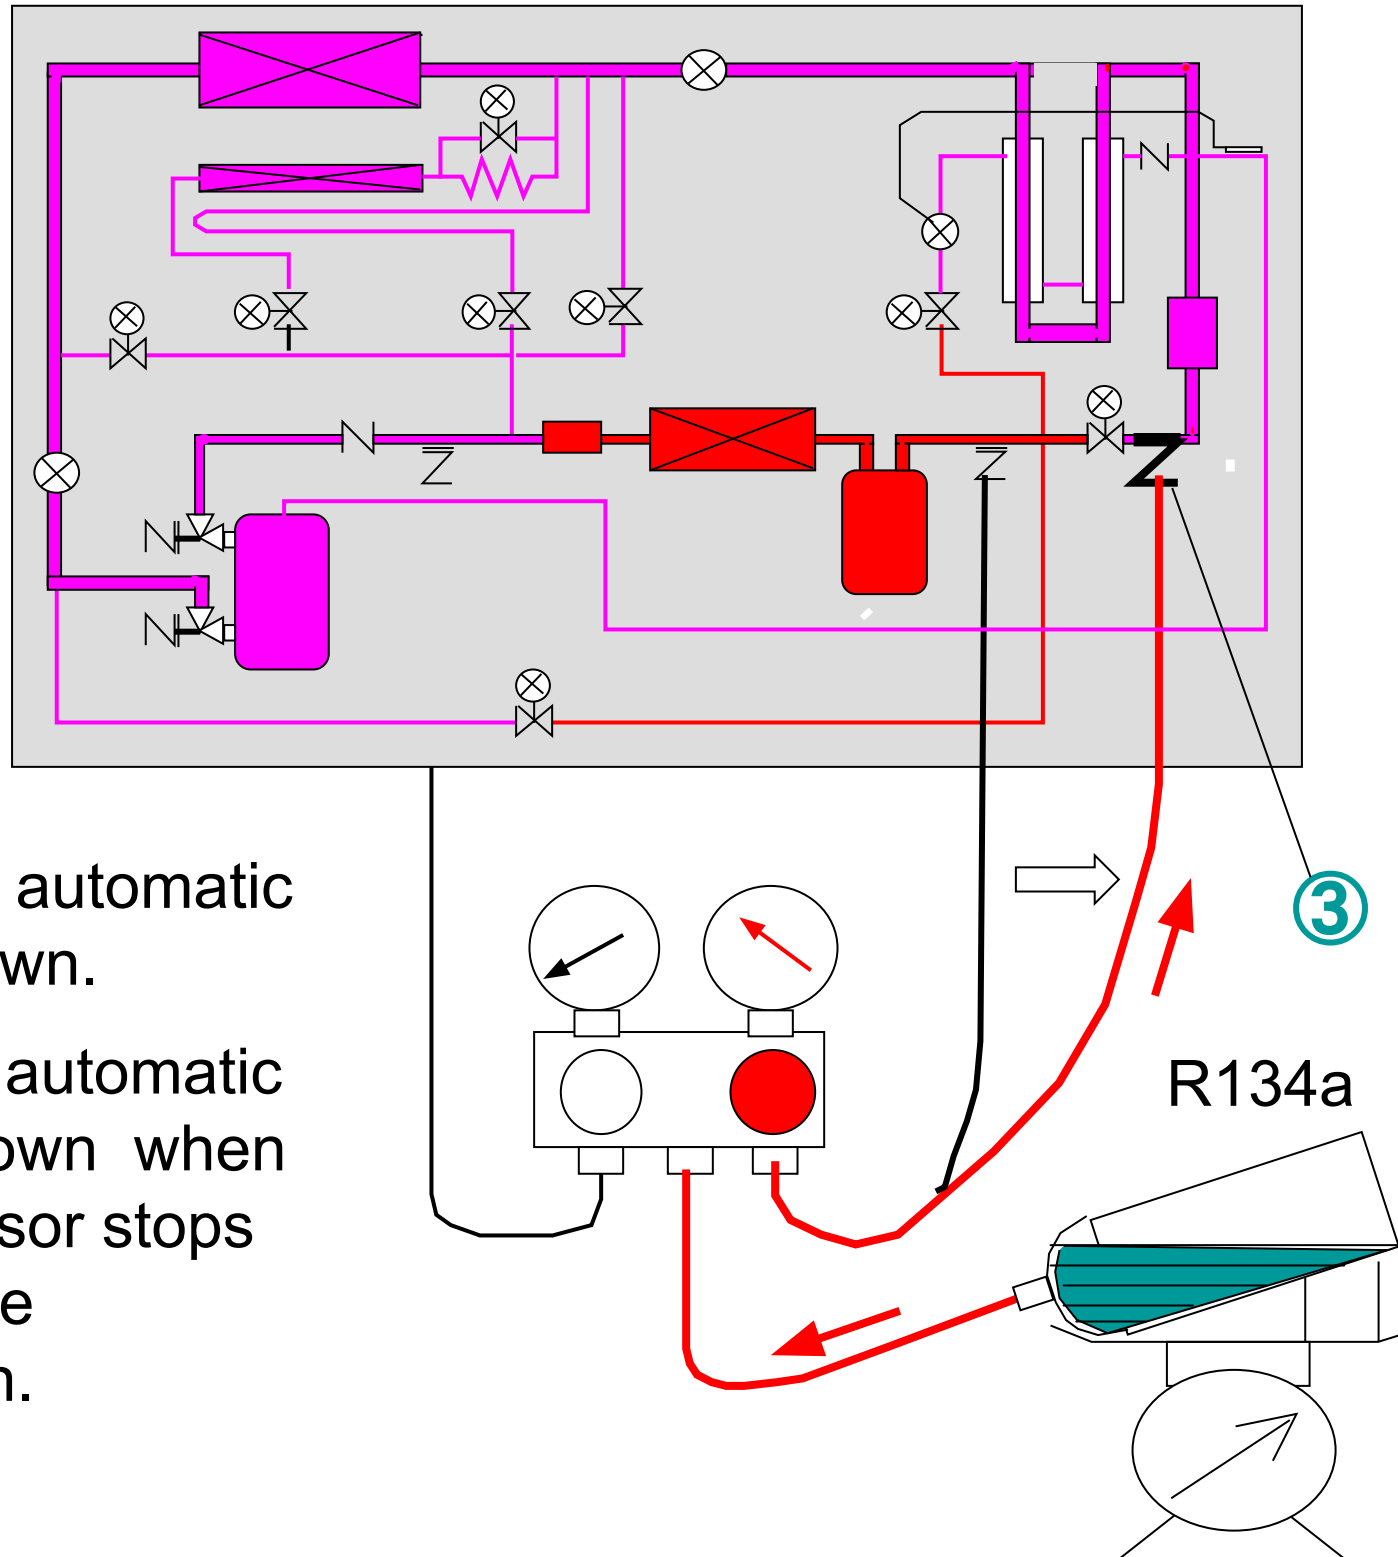 automatic
wn.
automatic
own when
sor stops
e
n.
③
R134a